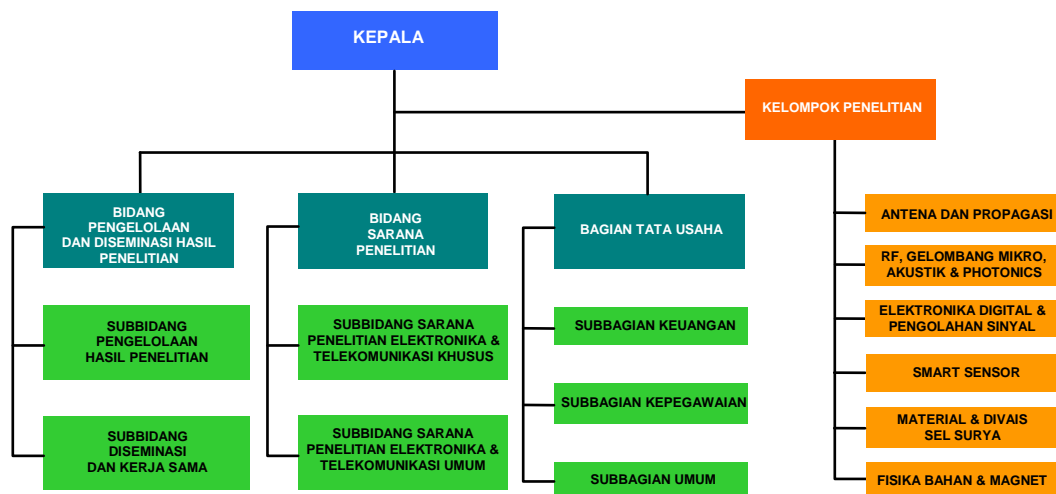 KEPALA
KELOMPOK PENELITIAN
BIDANG
PENGELOLAAN
DAN DISEMINASI HASIL
PENELITIAN
BIDANG
SARANA
PENELITIAN
BAGIAN TATA USAHA
SUBBIDANG
PENGELOLAAN
HASIL PENELITIAN
SUBBIDANG
DISEMINASI
DAN KERJA SAMA
SUBBIDANG SARANA
PENELITIAN ELEKTRONIKA &
TELEKOMUNIKASI KHUSUS
SUBBIDANG SARANA
PENELITIAN ELEKTRONIKA &
TELEKOMUNIKASI UMUM
SUBBAGIAN KEUANGAN
SUBBAGIAN KEPEGAWAIAN
SUBBAGIAN UMUM
ANTENA DAN PROPAGASI
RF, GELOMBANG MIKRO,
AKUSTIK & PHOTONICS
ELEKTRONIKA DIGITAL &
PENGOLAHAN SINYAL
SMART SENSOR
MATERIAL & DIVAIS
SEL SURYA
FISIKA BAHAN & MAGNET